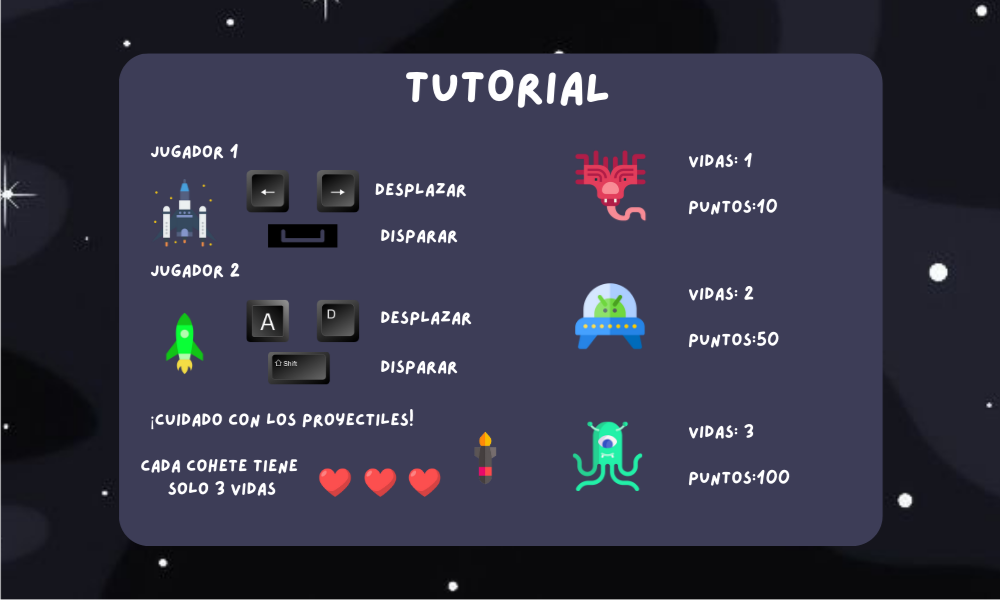 TUTORIAL
JUGADOR 1
← → DESPLAZAR
DISPARAR
JUGADOR 2
A D DESPLAZAR
⇧ Shift DISPARAR
¡CUIDADO CON LOS PROYECTILES!
CADA COHETE TIENE
SOLO 3 VIDAS
VIDAS: 1
PUNTOS:10
VIDAS: 2
PUNTOS:50
VIDAS: 3
PUNTOS:100